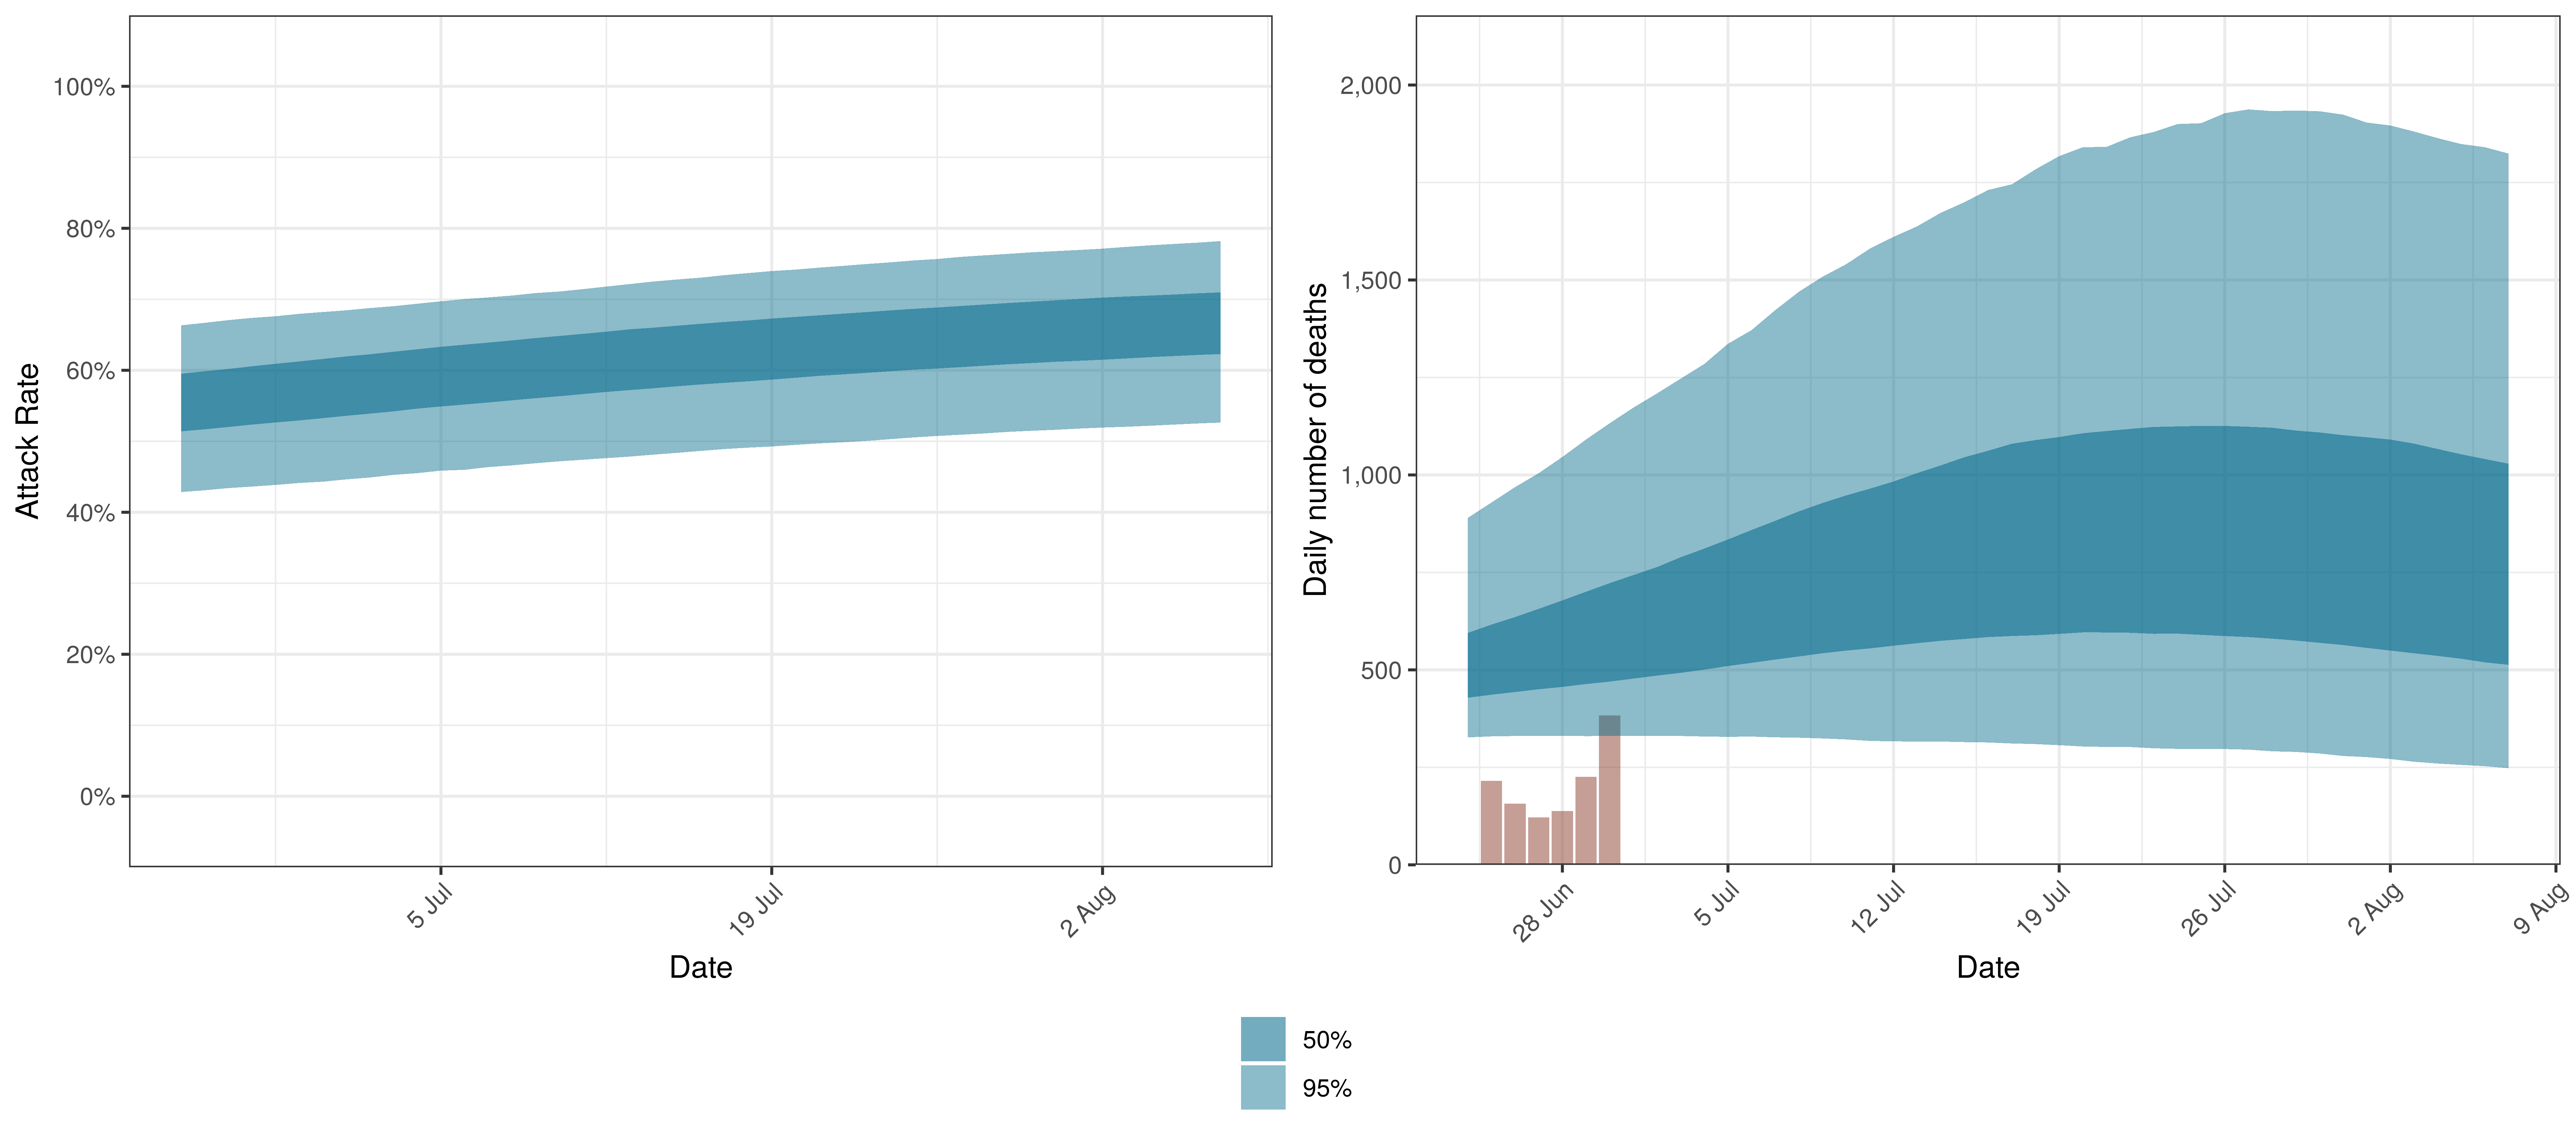 Attack Rate
100%
80%
60%
40%
20%
0%
5 Jul
19 Jul
2 Aug
Date
Daily number of deaths
2,000
1,500
1,000
500
0
28 Jun
5 Jul
12 Jul
19 Jul
26 Jul
2 Aug
9 Aug
Date
50%
95%